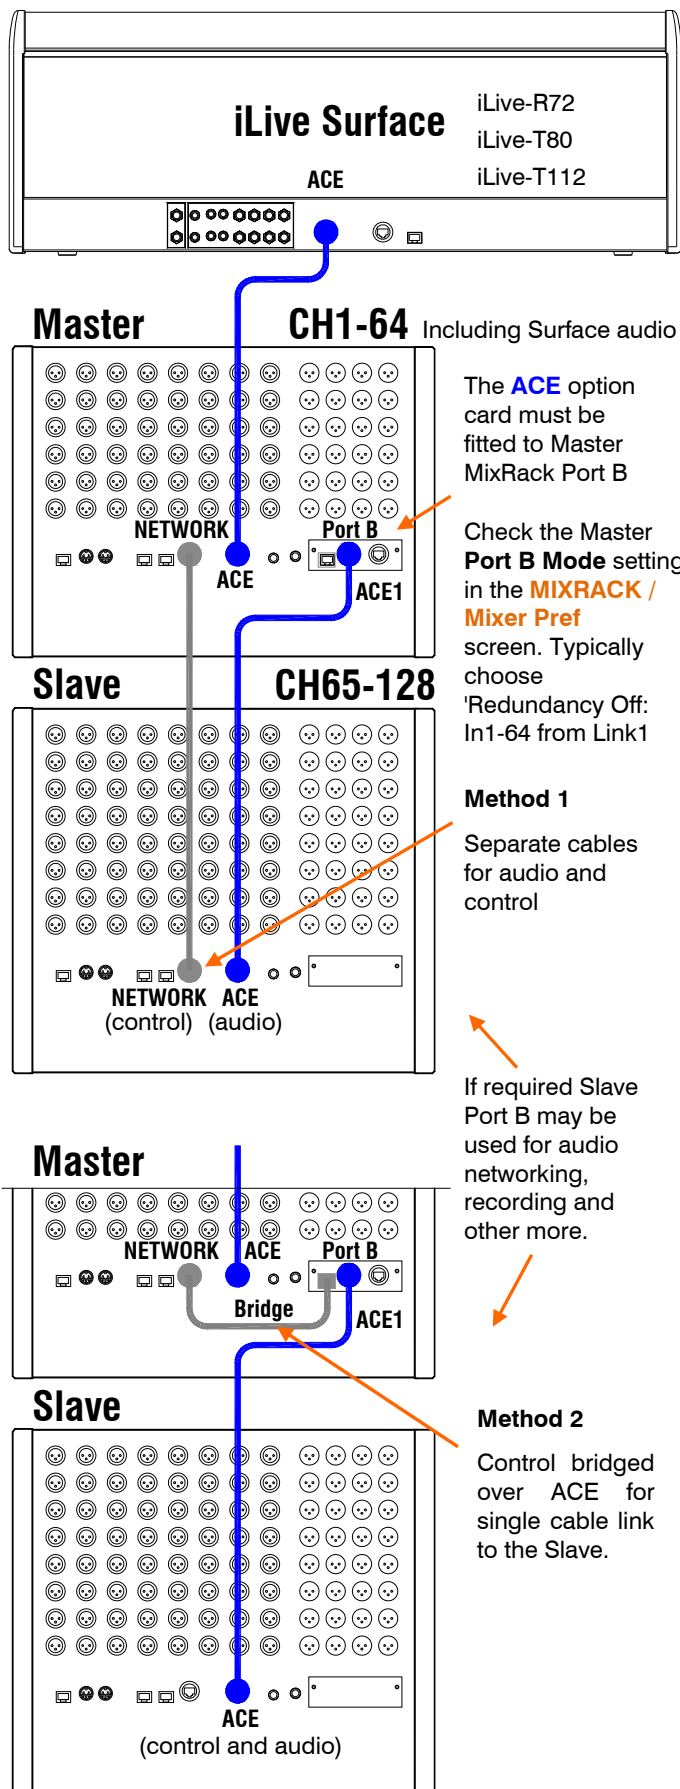 iLive Surface
iLive-R72
iLive-T80
iLive-T112
ACE
Master
CH1-64 Including Surface audio
The ACE option
card must be
fitted to Master
MixRack Port B
NETWORK
Port B
ACE
ACE1
Check the Master
Port B Mode setting
in the MIXRACK /
Mixer Pref
screen. Typically
choose
'Redundancy Off:
In1-64 from Link1
Slave
CH65-128
Method 1
Separate cables
for audio and
control
NETWORK ACE
(control) (audio)
If required Slave
Port B may be
used for audio
networking,
recording and
other more.
Master
NETWORK ACE Port B
Bridge
ACE1
Slave
Method 2
Control bridged
over ACE for
single cable link
to the Slave.
ACE
(control and audio)